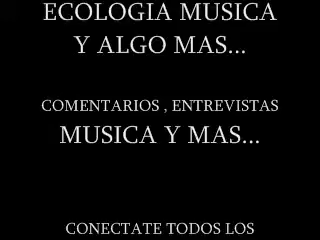 ECOLOGIA MUSICA
Y ALGO MAS...
COMENTARIOS , ENTREVISTAS
MUSICA Y MAS...
CONECTATE TODOS LOS